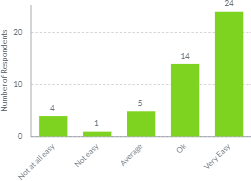 24
20
14
10
5
4
1
0
Number of Respondents
Not at all easy
Not easy
Average
Ok
Very Easy